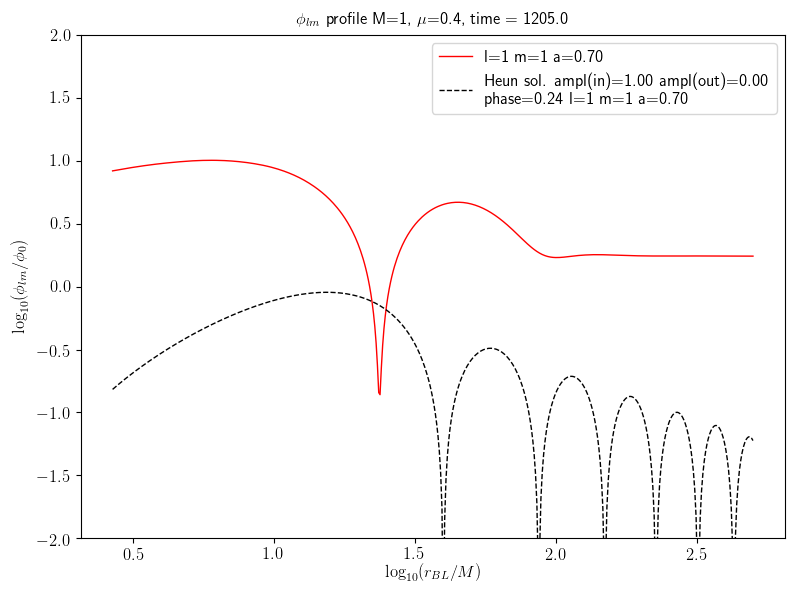 ϕ_lm profile M=1, μ=0.4, time = 1205.0
l=1 m=1 a=0.70
Heun sol. ampl(in)=1.00 ampl(out)=0.00
phase=0.24 l=1 m=1 a=0.70
log₁₀(ϕ_lm/ϕ₀)
2.0
1.5
1.0
0.5
0.0
−0.5
−1.0
−1.5
−2.0
0.5 1.0 1.5 2.0 2.5
log₁₀(r_BL/M)